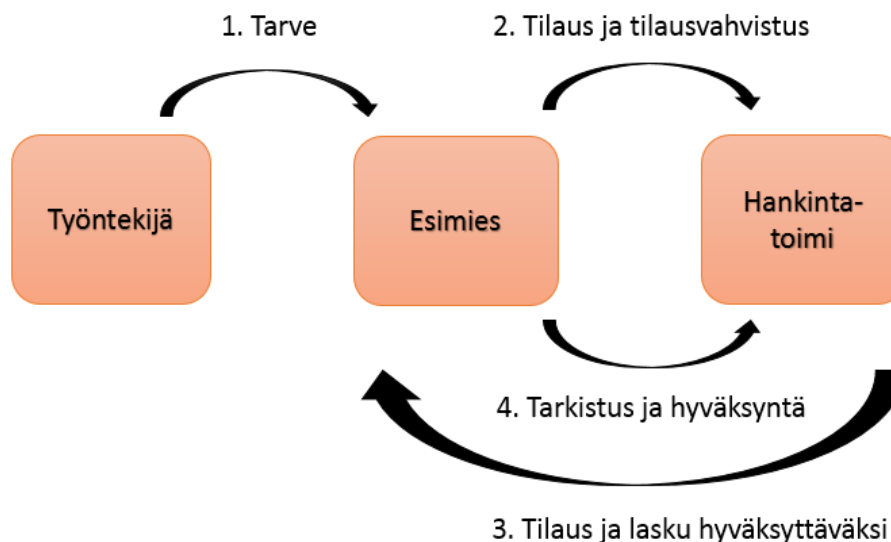 1. Tarve
2. Tilaus ja tilausvahvistus
Työntekijä
Esimies
Hankinta-
toimi
4. Tarkistus ja hyväksyntä
3. Tilaus ja lasku hyväksyttäväksi